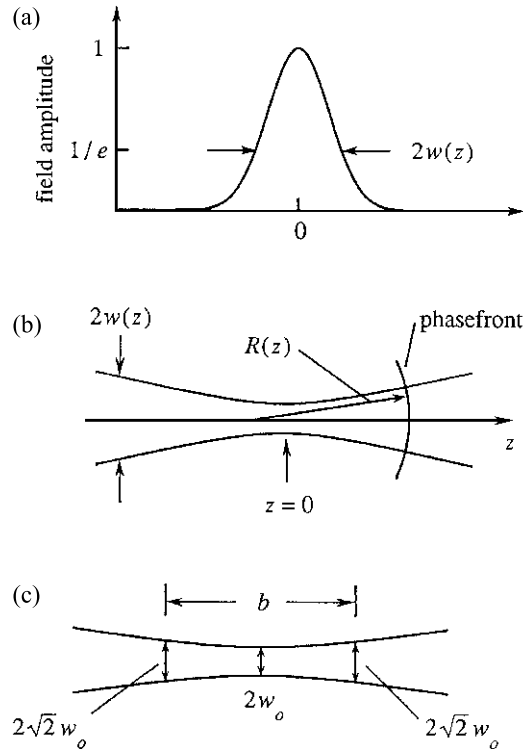 (a)
field amplitude
1
1/e
2w(z)
0
(b)
2w(z)
phasefront
R(z)
z
z = 0
(c)
b
2√2 w_o
2w_o
2√2 w_o